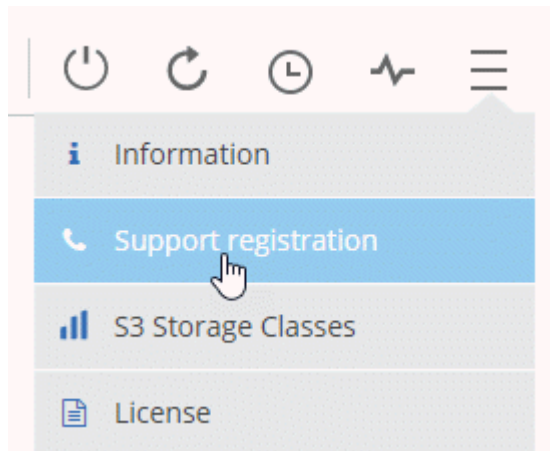 Information
Support registration
S3 Storage Classes
License